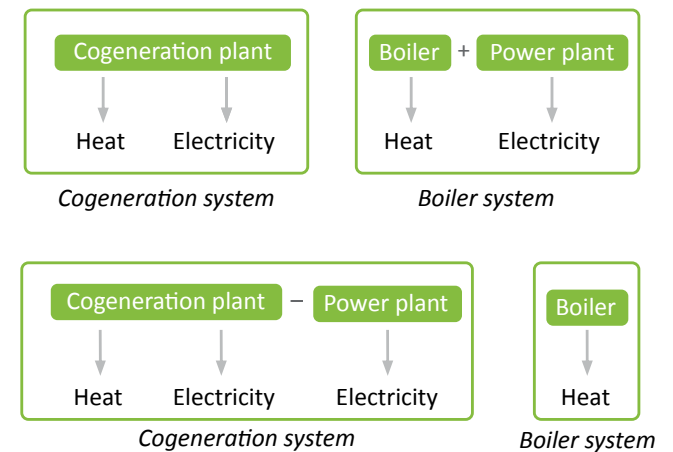 Cogeneration plant
Boiler + Power plant
Heat Electricity
Heat Electricity
Cogeneration system
Boiler system
Cogeneration plant – Power plant
Boiler
Heat Electricity Electricity
Heat
Cogeneration system
Boiler system